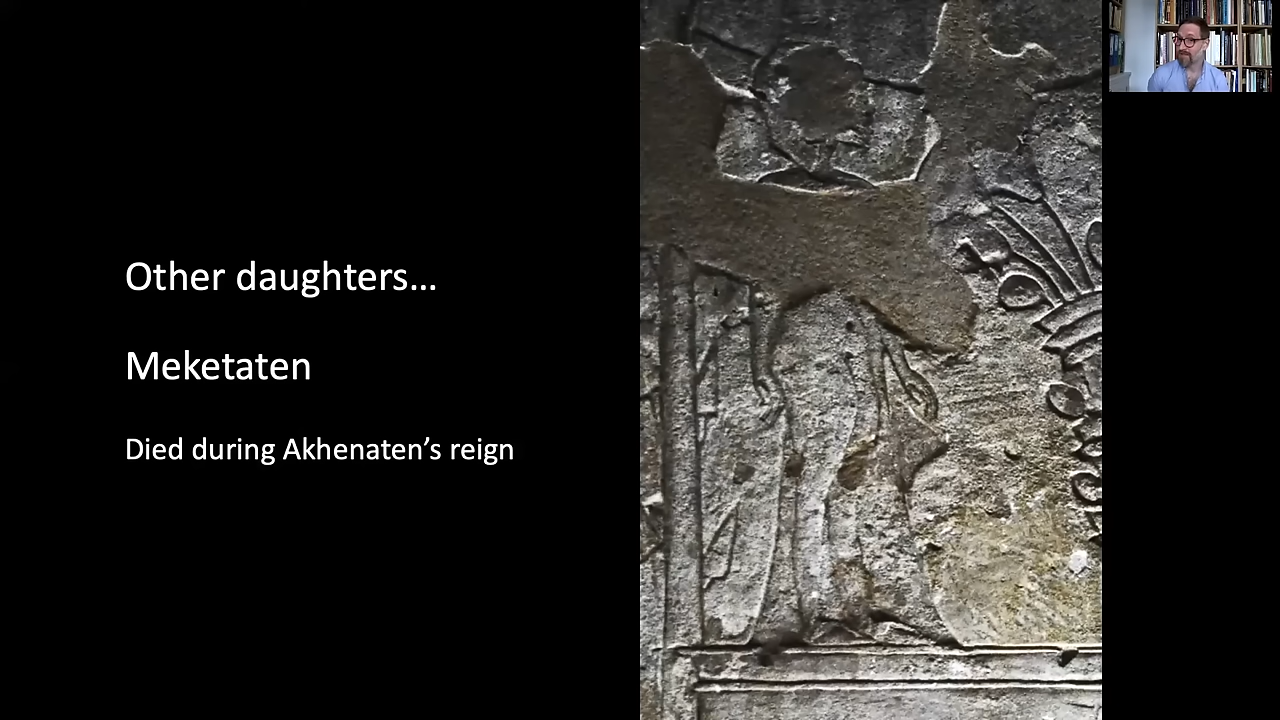 Other daughters…
Meketaten
Died during Akhenaten’s reign